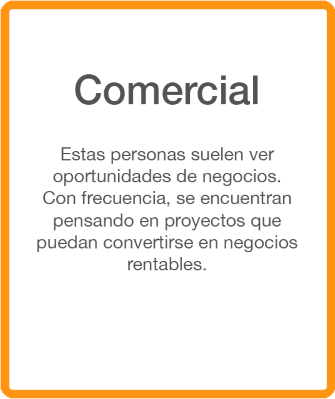 Comercial
Estas personas suelen ver
oportunidades de negocios.
Con frecuencia, se encuentran
pensando en proyectos que
puedan convertirse en negocios
rentables.